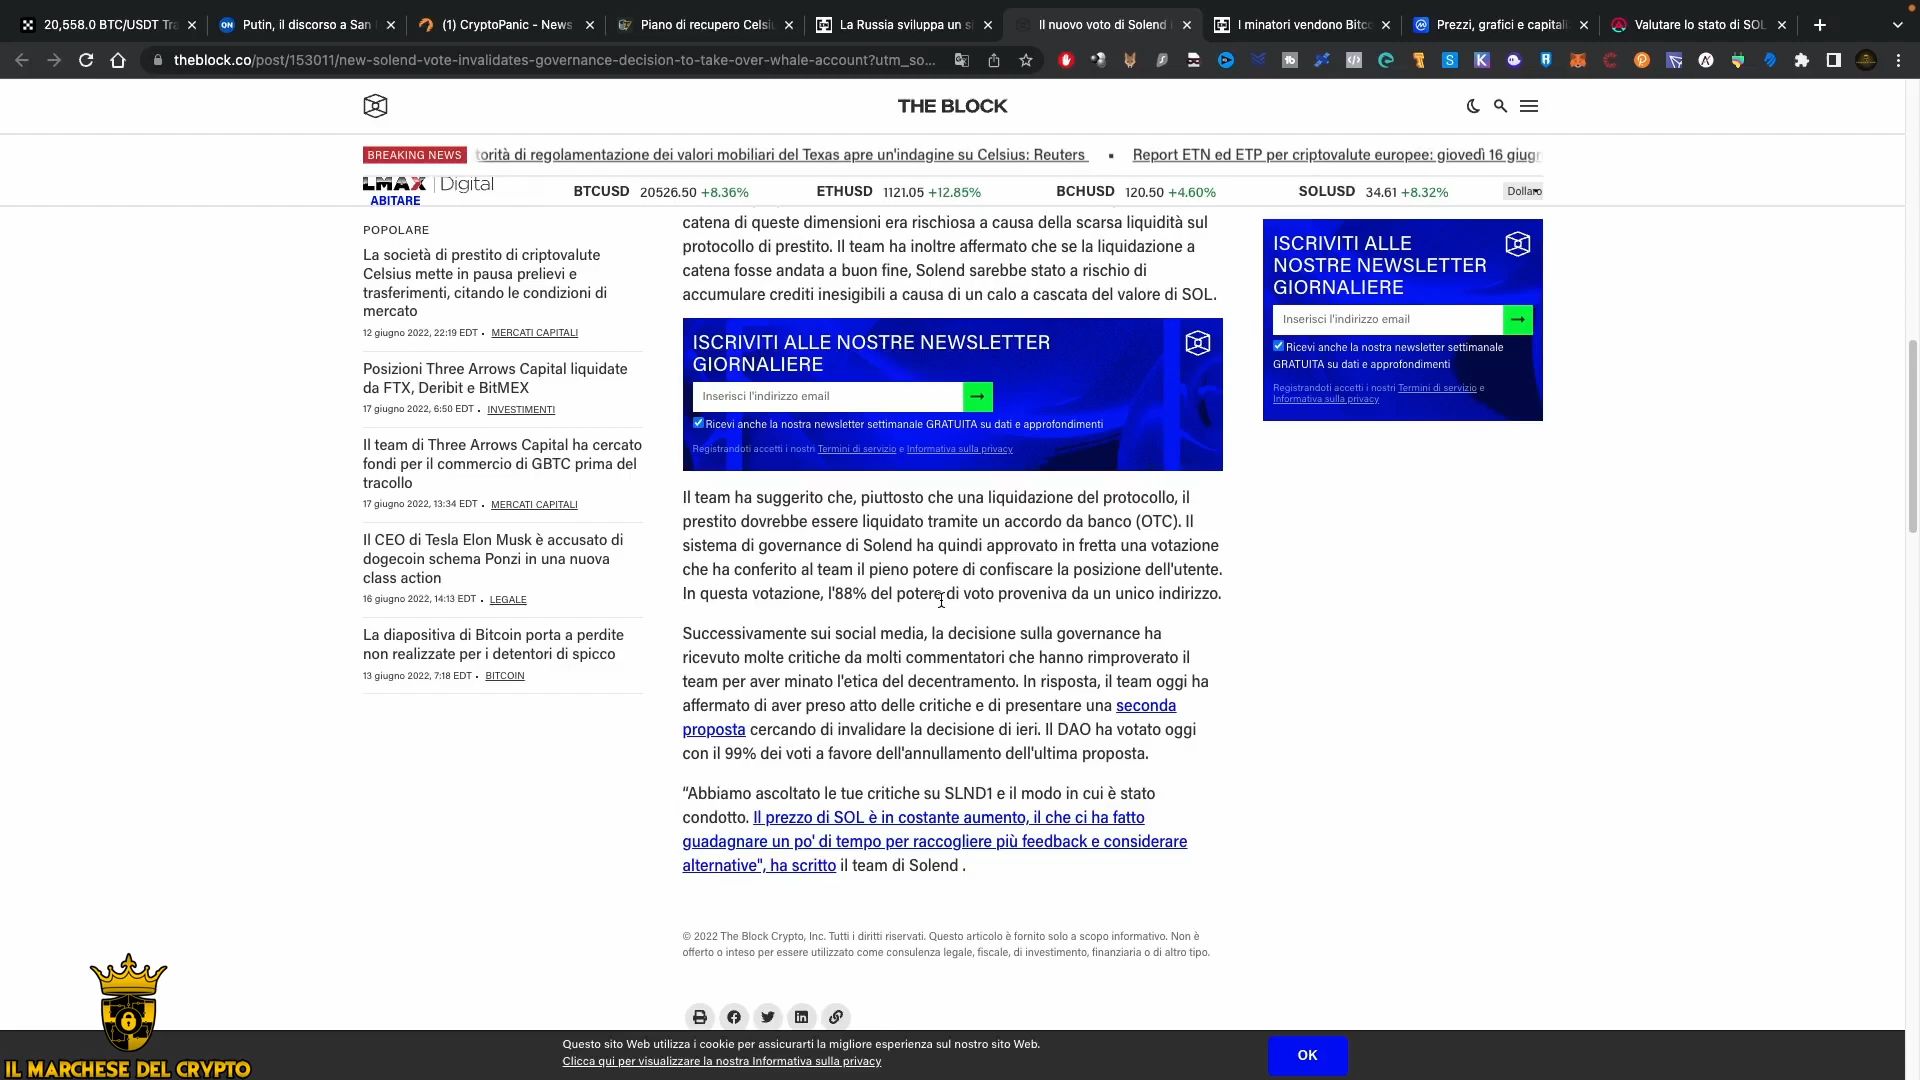 20,558.0 BTC/USDT Tra
Putin, il discorso a San
(1) CryptoPanic - News
Piano di recupero Celsi
La Russia sviluppa un si
Il nuovo voto di Solend
I minatori vendono Bitco
Prezzi, grafici e capitali
Valutare lo stato di SOL
theblock.co/post/153011/new-solend-vote-invalidates-governance-decision-to-take-over-whale-account?utm_so...
THE BLOCK
BREAKING NEWS
torità di regolamentazione dei valori mobiliari del Texas apre un'indagine su Celsius: Reuters ▪ Report ETN ed ETP per criptovalute europee: giovedì 16 giugn
LMAX Digital
ABITARE
BTCUSD 20526.50 +8.36%
ETHUSD 1121.05 +12.85%
BCHUSD 120.50 +4.60%
SOLUSD 34.61 +8.32%
Dollaro
POPOLARE
La società di prestito di criptovalute
Celsius mette in pausa prelievi e
trasferimenti, citando le condizioni di
mercato
12 giugno 2022, 22:19 EDT • MERCATI CAPITALI
Posizioni Three Arrows Capital liquidate
da FTX, Deribit e BitMEX
17 giugno 2022, 6:50 EDT • INVESTIMENTI
Il team di Three Arrows Capital ha cercato
fondi per il commercio di GBTC prima del
tracollo
17 giugno 2022, 13:34 EDT • MERCATI CAPITALI
Il CEO di Tesla Elon Musk è accusato di
dogecoin schema Ponzi in una nuova
class action
16 giugno 2022, 14:13 EDT • LEGALE
La diapositiva di Bitcoin porta a perdite
non realizzate per i detentori di spicco
13 giugno 2022, 7:18 EDT • BITCOIN
catena di queste dimensioni era rischiosa a causa della scarsa liquidità sul
protocollo di prestito. Il team ha inoltre affermato che se la liquidazione a
catena fosse andata a buon fine, Solend sarebbe stato a rischio di
accumulare crediti inesigibili a causa di un calo a cascata del valore di SOL.
ISCRIVITI ALLE NOSTRE NEWSLETTER
GIORNALIERE
Inserisci l'indirizzo email
Ricevi anche la nostra newsletter settimanale GRATUITA su dati e approfondimenti
Registrandoti accetti i nostri Termini di servizio e Informativa sulla privacy
Il team ha suggerito che, piuttosto che una liquidazione del protocollo, il
prestito dovrebbe essere liquidato tramite un accordo da banco (OTC). Il
sistema di governance di Solend ha quindi approvato in fretta una votazione
che ha conferito al team il pieno potere di confiscare la posizione dell'utente.
In questa votazione, l'88% del potere di voto proveniva da un unico indirizzo.
Successivamente sui social media, la decisione sulla governance ha
ricevuto molte critiche da molti commentatori che hanno rimproverato il
team per aver minato l'etica del decentramento. In risposta, il team oggi ha
affermato di aver preso atto delle critiche e di presentare una seconda
proposta cercando di invalidare la decisione di ieri. Il DAO ha votato oggi
con il 99% dei voti a favore dell'annullamento dell'ultima proposta.
“Abbiamo ascoltato le tue critiche su SLND1 e il modo in cui è stato
condotto. Il prezzo di SOL è in costante aumento, il che ci ha fatto
guadagnare un po' di tempo per raccogliere più feedback e considerare
alternative", ha scritto il team di Solend .
© 2022 The Block Crypto, Inc. Tutti i diritti riservati. Questo articolo è fornito solo a scopo informativo. Non è
offerto o inteso per essere utilizzato come consulenza legale, fiscale, di investimento, finanziaria o di altro tipo.
ISCRIVITI ALLE
NOSTRE NEWSLETTER
GIORNALIERE
Inserisci l'indirizzo email
Ricevi anche la nostra newsletter settimanale
GRATUITA su dati e approfondimenti
Registrandoti accetti i nostri Termini di servizio e
Informativa sulla privacy
IL MARCHESE DEL CRYPTO
Questo sito Web utilizza i cookie per assicurarti la migliore esperienza sul nostro sito Web.
Clicca qui per visualizzare la nostra Informativa sulla privacy
OK